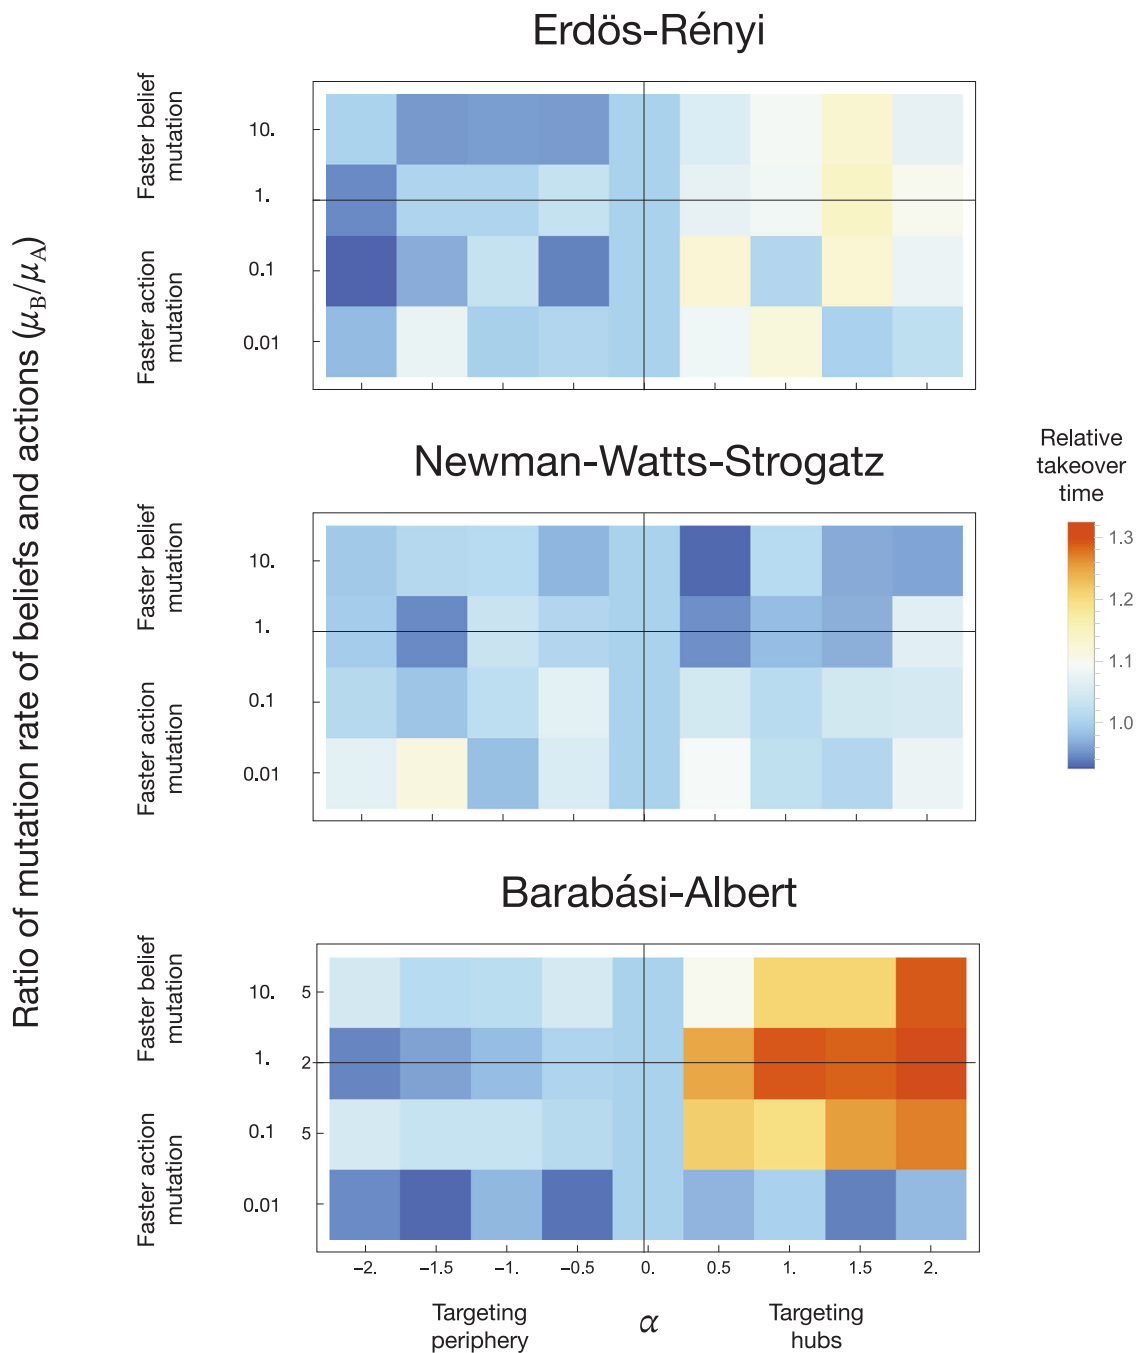 Erdös-Rényi
Ratio of mutation rate of beliefs and actions (μB/μA)
Faster belief
mutation
Faster action
mutation
10.
1.
0.1
0.01
Newman-Watts-Strogatz
Faster belief
mutation
Faster action
mutation
10.
1.
0.1
0.01
Relative
takeover
time
1.3
1.2
1.1
1.0
Barabási-Albert
Faster belief
mutation
Faster action
mutation
10. 5
1. 2
0.1 5
0.01
−2. −1.5 −1. −0.5 0. 0.5 1. 1.5 2.
Targeting
periphery
α
Targeting
hubs